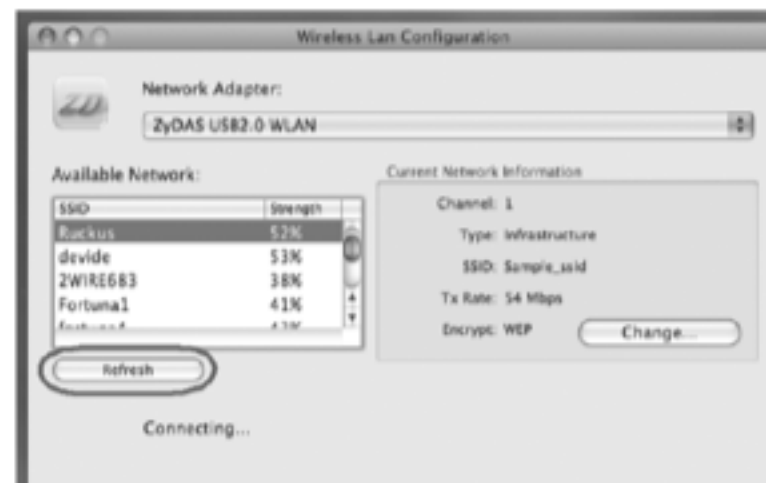 Wireless Lan Configuration
ZD
Network Adapter:
ZyDAS USB2.0 WLAN
Available Network:
SSID Strength
Ruckus 52%
devide 53%
2WIRE683 38%
Fortuna1 41%
Current Network Information
Channel: 1
Type: Infrastructure
SSID: Sample_ssid
Tx Rate: 54 Mbps
Encrypt: WEP
Change...
Refresh
Connecting...